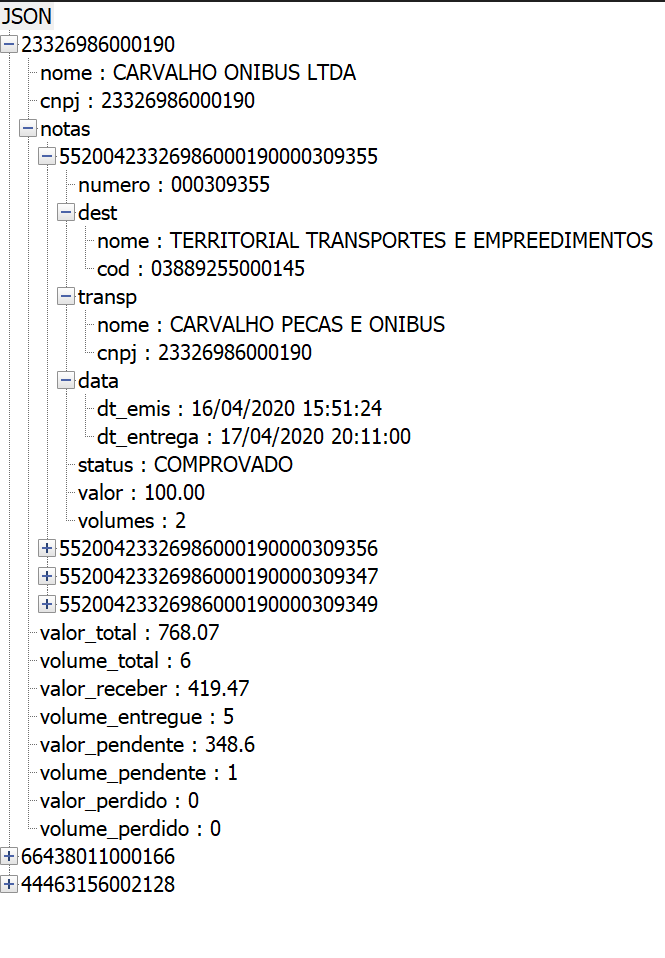 JSON
23326986000190
nome : CARVALHO ONIBUS LTDA
cnpj : 23326986000190
notas
55200423326986000190000309355
numero : 000309355
dest
nome : TERRITORIAL TRANSPORTES E EMPREEDIMENTOS
cod : 03889255000145
transp
nome : CARVALHO PECAS E ONIBUS
cnpj : 23326986000190
data
dt_emis : 16/04/2020 15:51:24
dt_entrega : 17/04/2020 20:11:00
status : COMPROVADO
valor : 100.00
volumes : 2
55200423326986000190000309356
55200423326986000190000309347
55200423326986000190000309349
valor_total : 768.07
volume_total : 6
valor_receber : 419.47
volume_entregue : 5
valor_pendente : 348.6
volume_pendente : 1
valor_perdido : 0
volume_perdido : 0
66438011000166
44463156002128